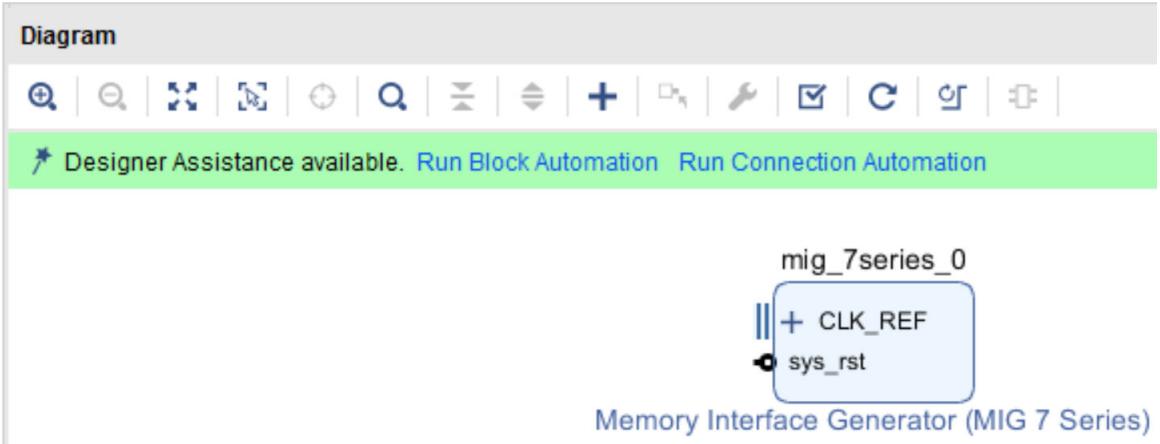 Diagram
Designer Assistance available. Run Block Automation Run Connection Automation
mig_7series_0
CLK_REF
sys_rst
Memory Interface Generator (MIG 7 Series)